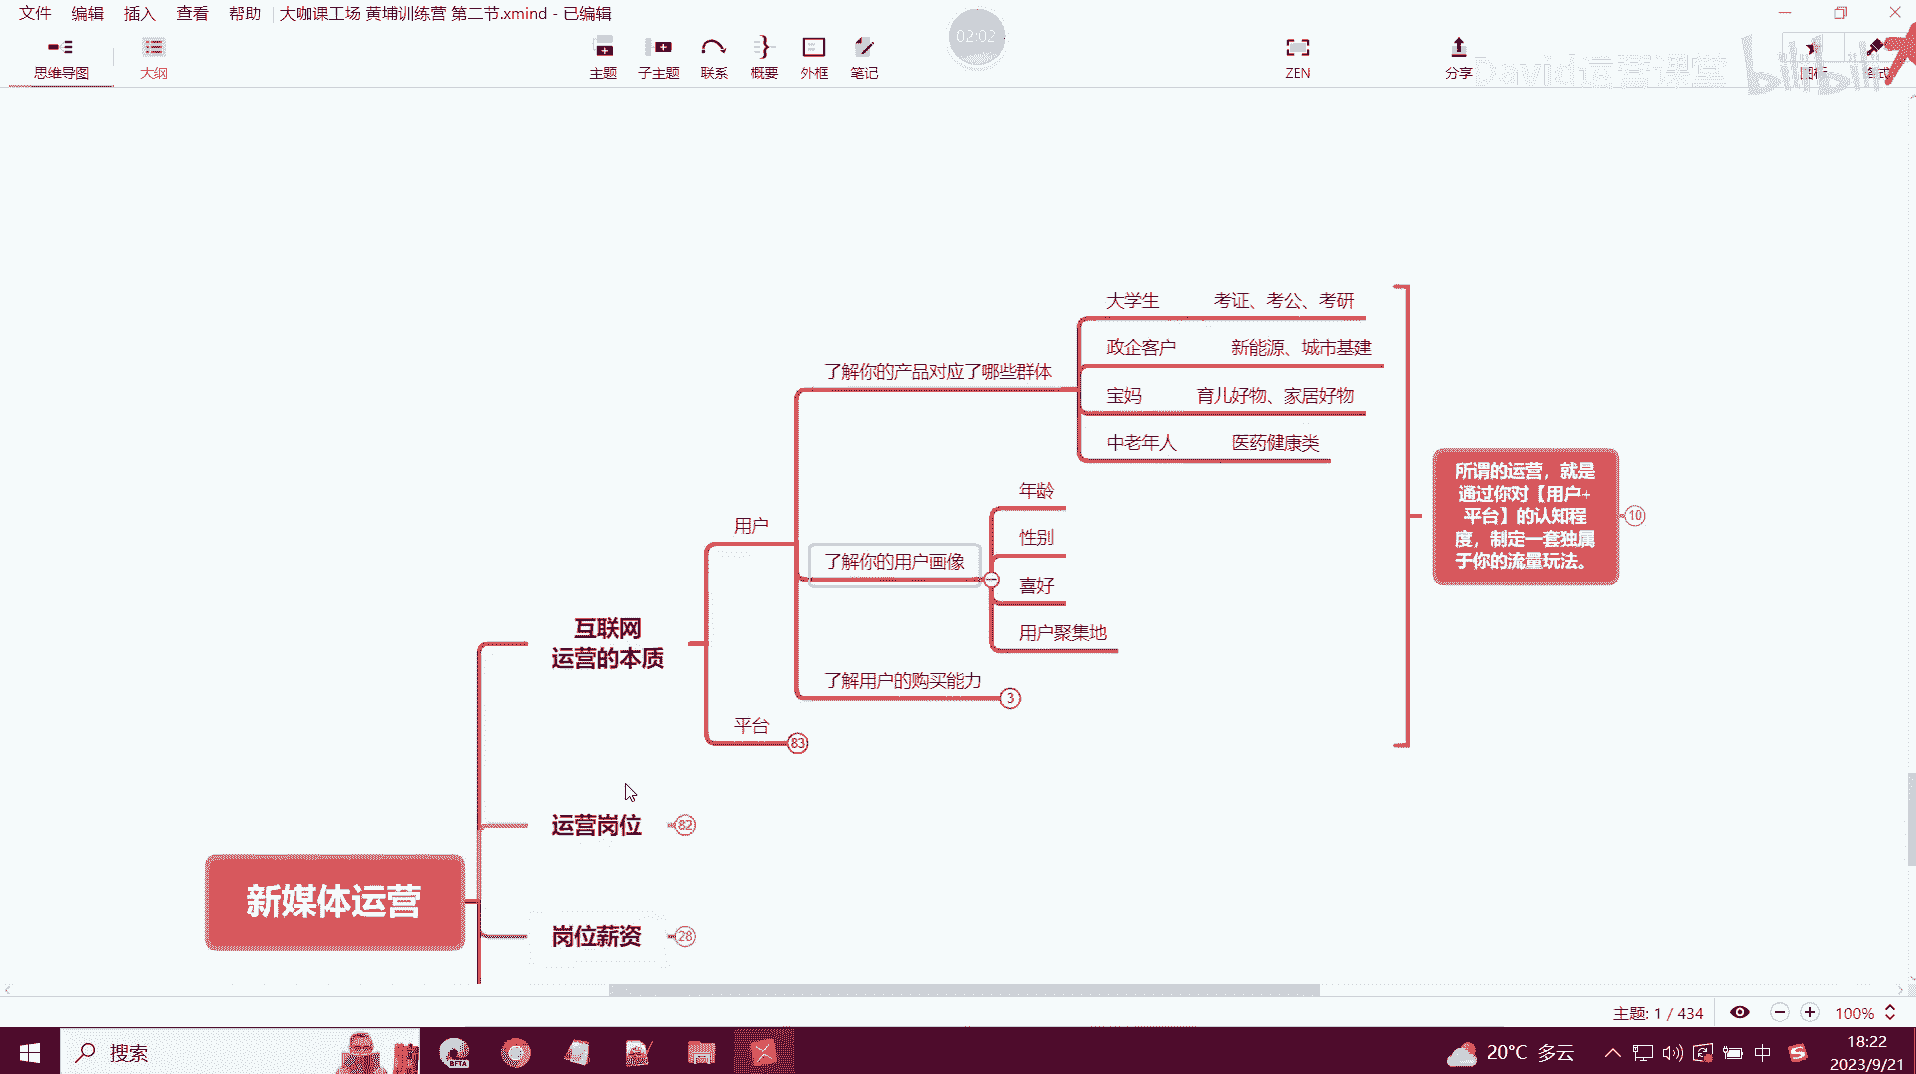 文件 编辑 插入 查看 帮助 大咖课工场 黄埔训练营 第二节.xmind - 已编辑
思维导图 大纲 主题 子主题 联系 概要 外框 笔记 02:02 ZEN 分享
David运营课堂 bilibili
大学生 考证、考公、考研
政企客户 新能源、城市基建
了解你的产品对应了哪些群体
宝妈 育儿好物、家居好物
中老年人 医药健康类
所谓的运营，就是
通过你对【用户+
平台】的认知程
度，制定一套独属
于你的流量玩法。
10
年龄
用户
性别
了解你的用户画像
喜好
互联网
运营的本质
用户聚集地
了解用户的购买能力 3
平台 83
运营岗位 82
新媒体运营
岗位薪资 28
主题: 1 / 434 100%
搜索 BETA 20°C 多云 中 18:22
2023/9/21